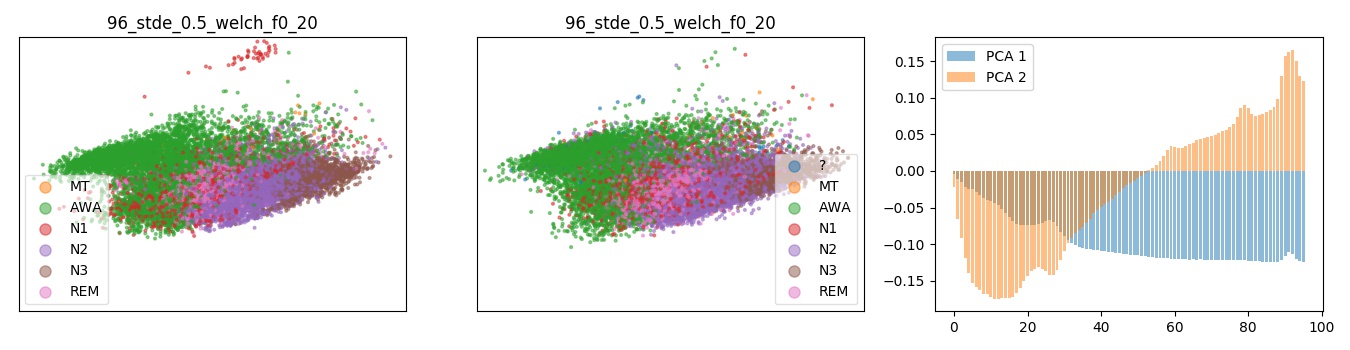 96_stde_0.5_welch_f0_20
MT
AWA
N1
N2
N3
REM
96_stde_0.5_welch_f0_20
?
MT
AWA
N1
N2
N3
REM
PCA 1
PCA 2
0.15
0.10
0.05
0.00
−0.05
−0.10
−0.15
0
20
40
60
80
100